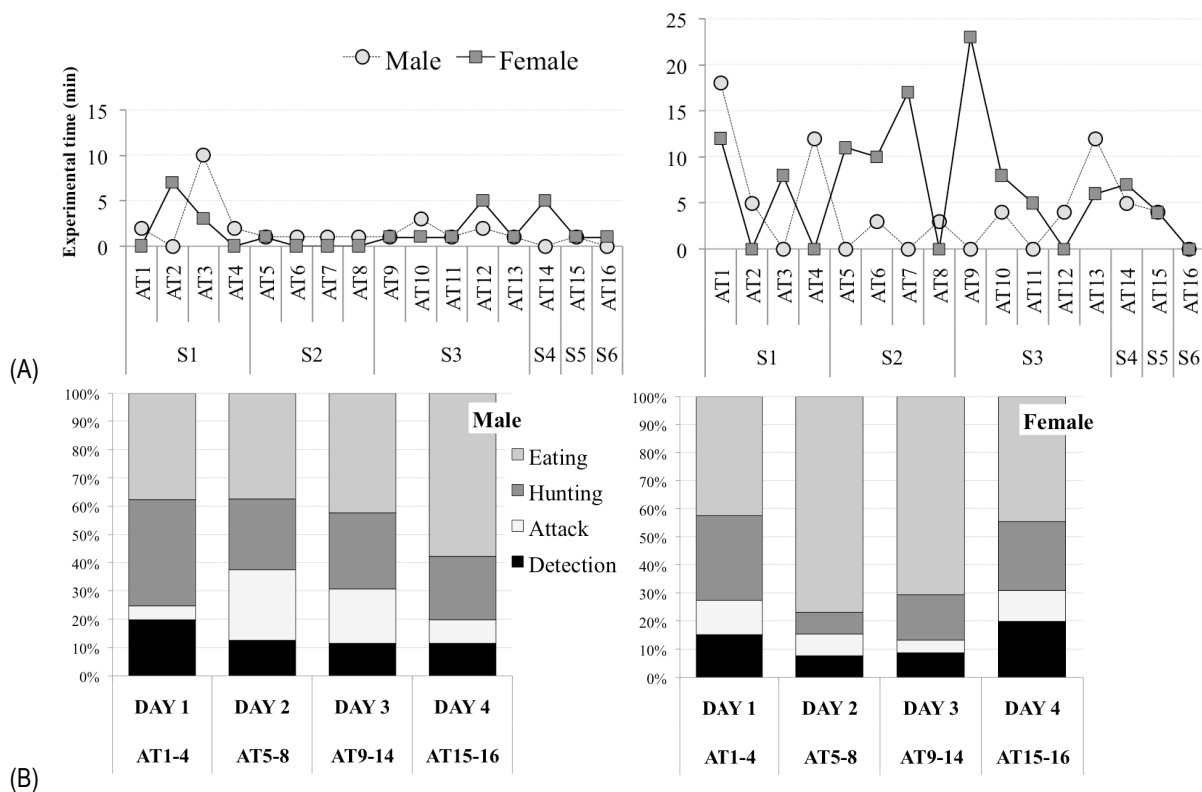 Male Female
Experimental time (min)
15
10
5
0
AT1 AT2 AT3 AT4 AT5 AT6 AT7 AT8 AT9 AT10 AT11 AT12 AT13 AT14 AT15 AT16
S1 S2 S3 S4 S5 S6
25
20
15
10
5
0
AT1 AT2 AT3 AT4 AT5 AT6 AT7 AT8 AT9 AT10 AT11 AT12 AT13 AT14 AT15 AT16
S1 S2 S3 S4 S5 S6
(A)
100%
90%
80%
70%
60%
50%
40%
30%
20%
10%
0%
Male
Eating
Hunting
Attack
Detection
DAY 1 DAY 2 DAY 3 DAY 4
AT1-4 AT5-8 AT9-14 AT15-16
100%
90%
80%
70%
60%
50%
40%
30%
20%
10%
0%
Female
DAY 1 DAY 2 DAY 3 DAY 4
AT1-4 AT5-8 AT9-14 AT15-16
(B)